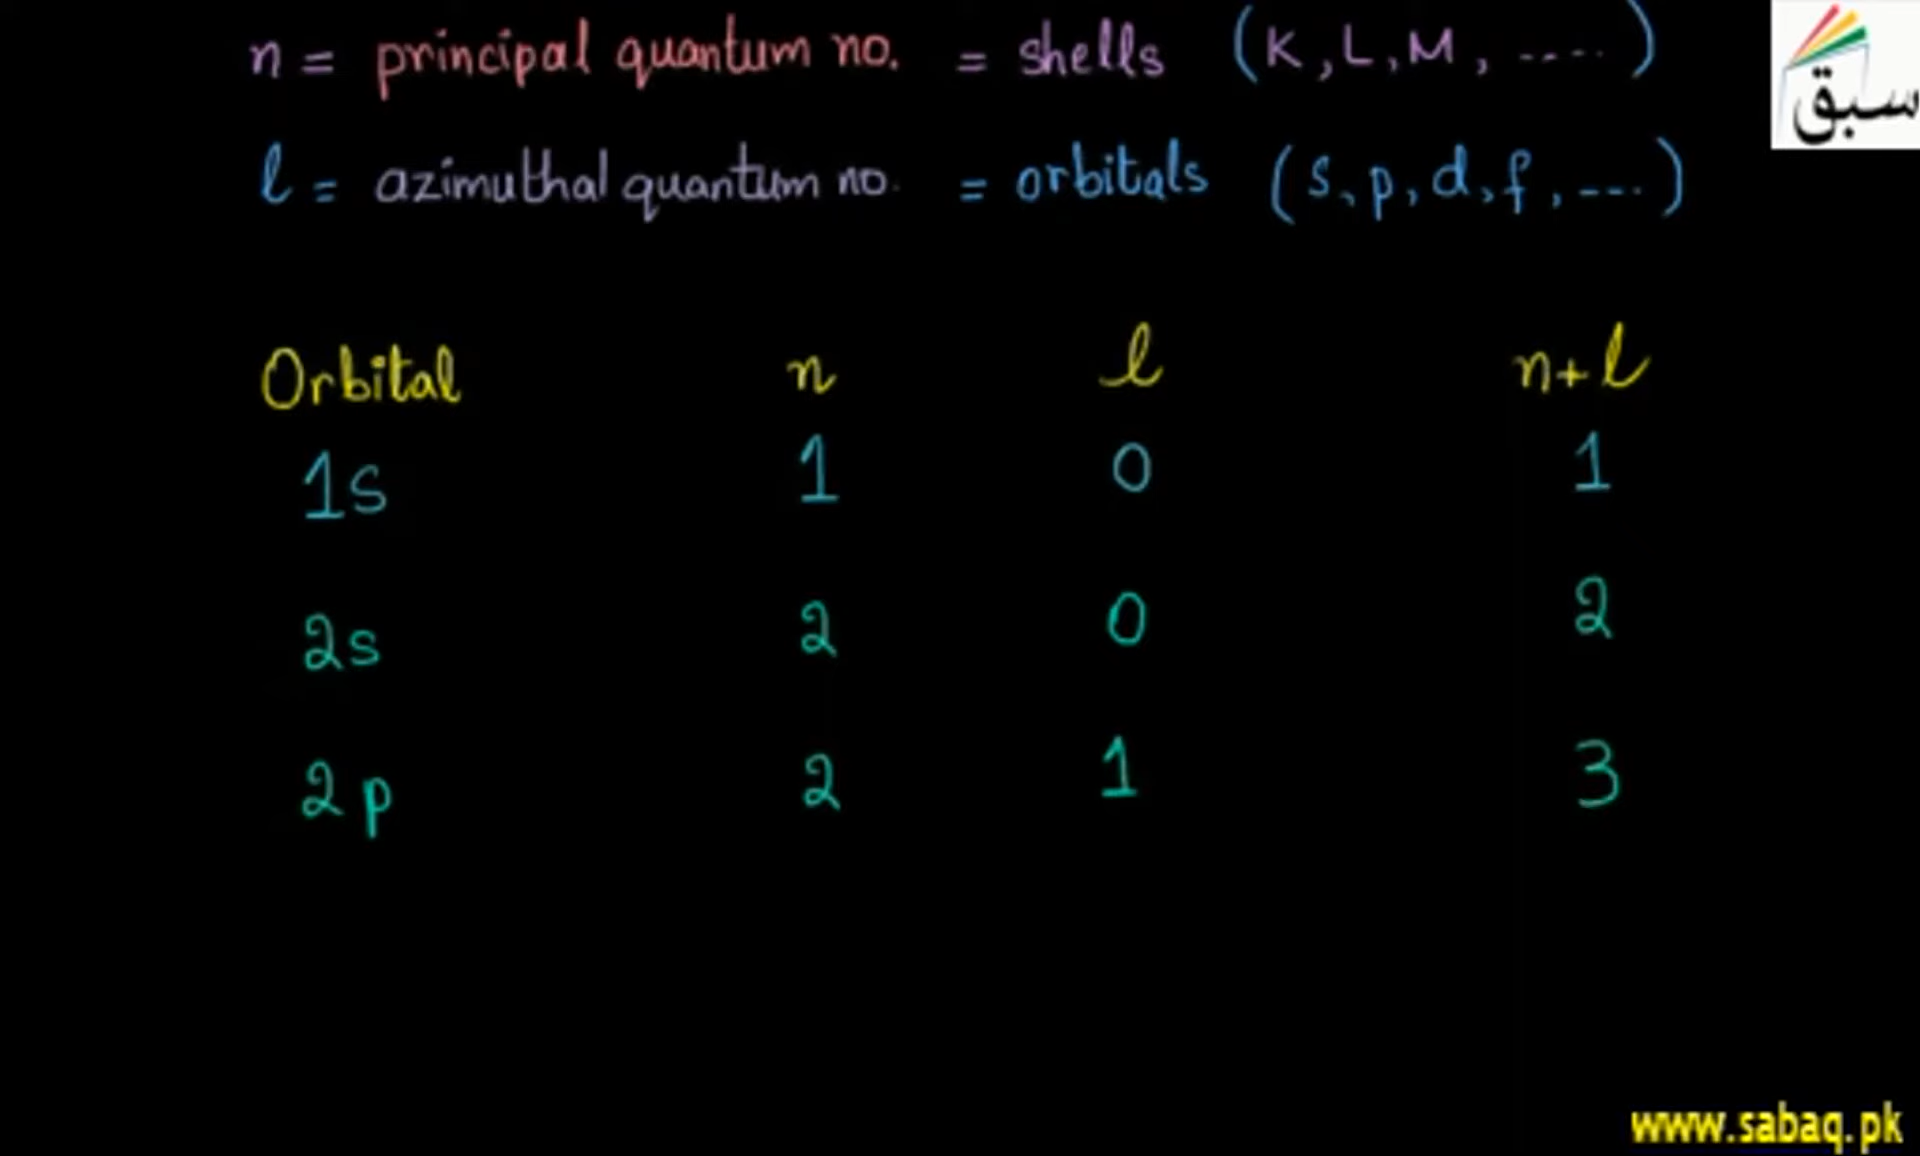 n = principal quantum no. = shells (K, L, M, ....)
سبق
l = azimuthal quantum no. = orbitals (s, p, d, f, ....)
Orbital n l n+l
1s 1 0 1
2s 2 0 2
2p 2 1 3
www.sabaq.pk